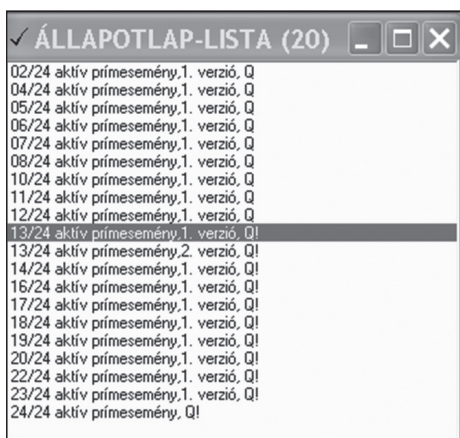 ÁLLAPOTLAP-LISTA (20)
02/24 aktív prímesemény,1. verzió, Q
04/24 aktív prímesemény,1. verzió, Q
05/24 aktív prímesemény,1. verzió, Q
06/24 aktív prímesemény,1. verzió, Q
07/24 aktív prímesemény,1. verzió, Q
08/24 aktív prímesemény,1. verzió, Q
10/24 aktív prímesemény,1. verzió, Q
11/24 aktív prímesemény,1. verzió, Q
12/24 aktív prímesemény,1. verzió, Q
13/24 aktív prímesemény,1. verzió, Q!
13/24 aktív prímesemény,2. verzió, Q!
14/24 aktív prímesemény,1. verzió, Q!
16/24 aktív prímesemény,1. verzió, Q!
17/24 aktív prímesemény,1. verzió, Q!
18/24 aktív prímesemény,1. verzió, Q!
19/24 aktív prímesemény,1. verzió, Q!
20/24 aktív prímesemény,1. verzió, Q!
22/24 aktív prímesemény,1. verzió, Q!
23/24 aktív prímesemény,1. verzió, Q!
24/24 aktív prímesemény, Q!